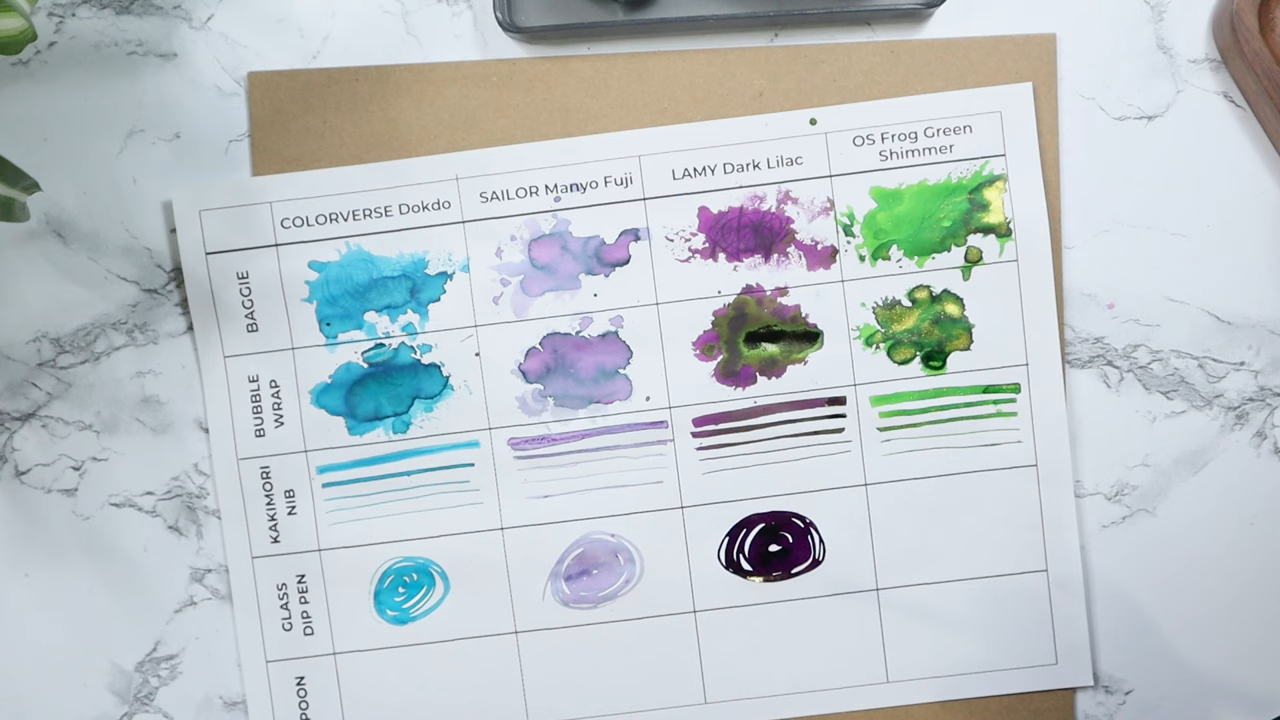 COLORVERSE Dokdo
SAILOR Manyo Fuji
LAMY Dark Lilac
OS Frog Green
Shimmer
BAGGIE
BUBBLE
WRAP
KAKIMORI
NIB
GLASS
DIP PEN
POON